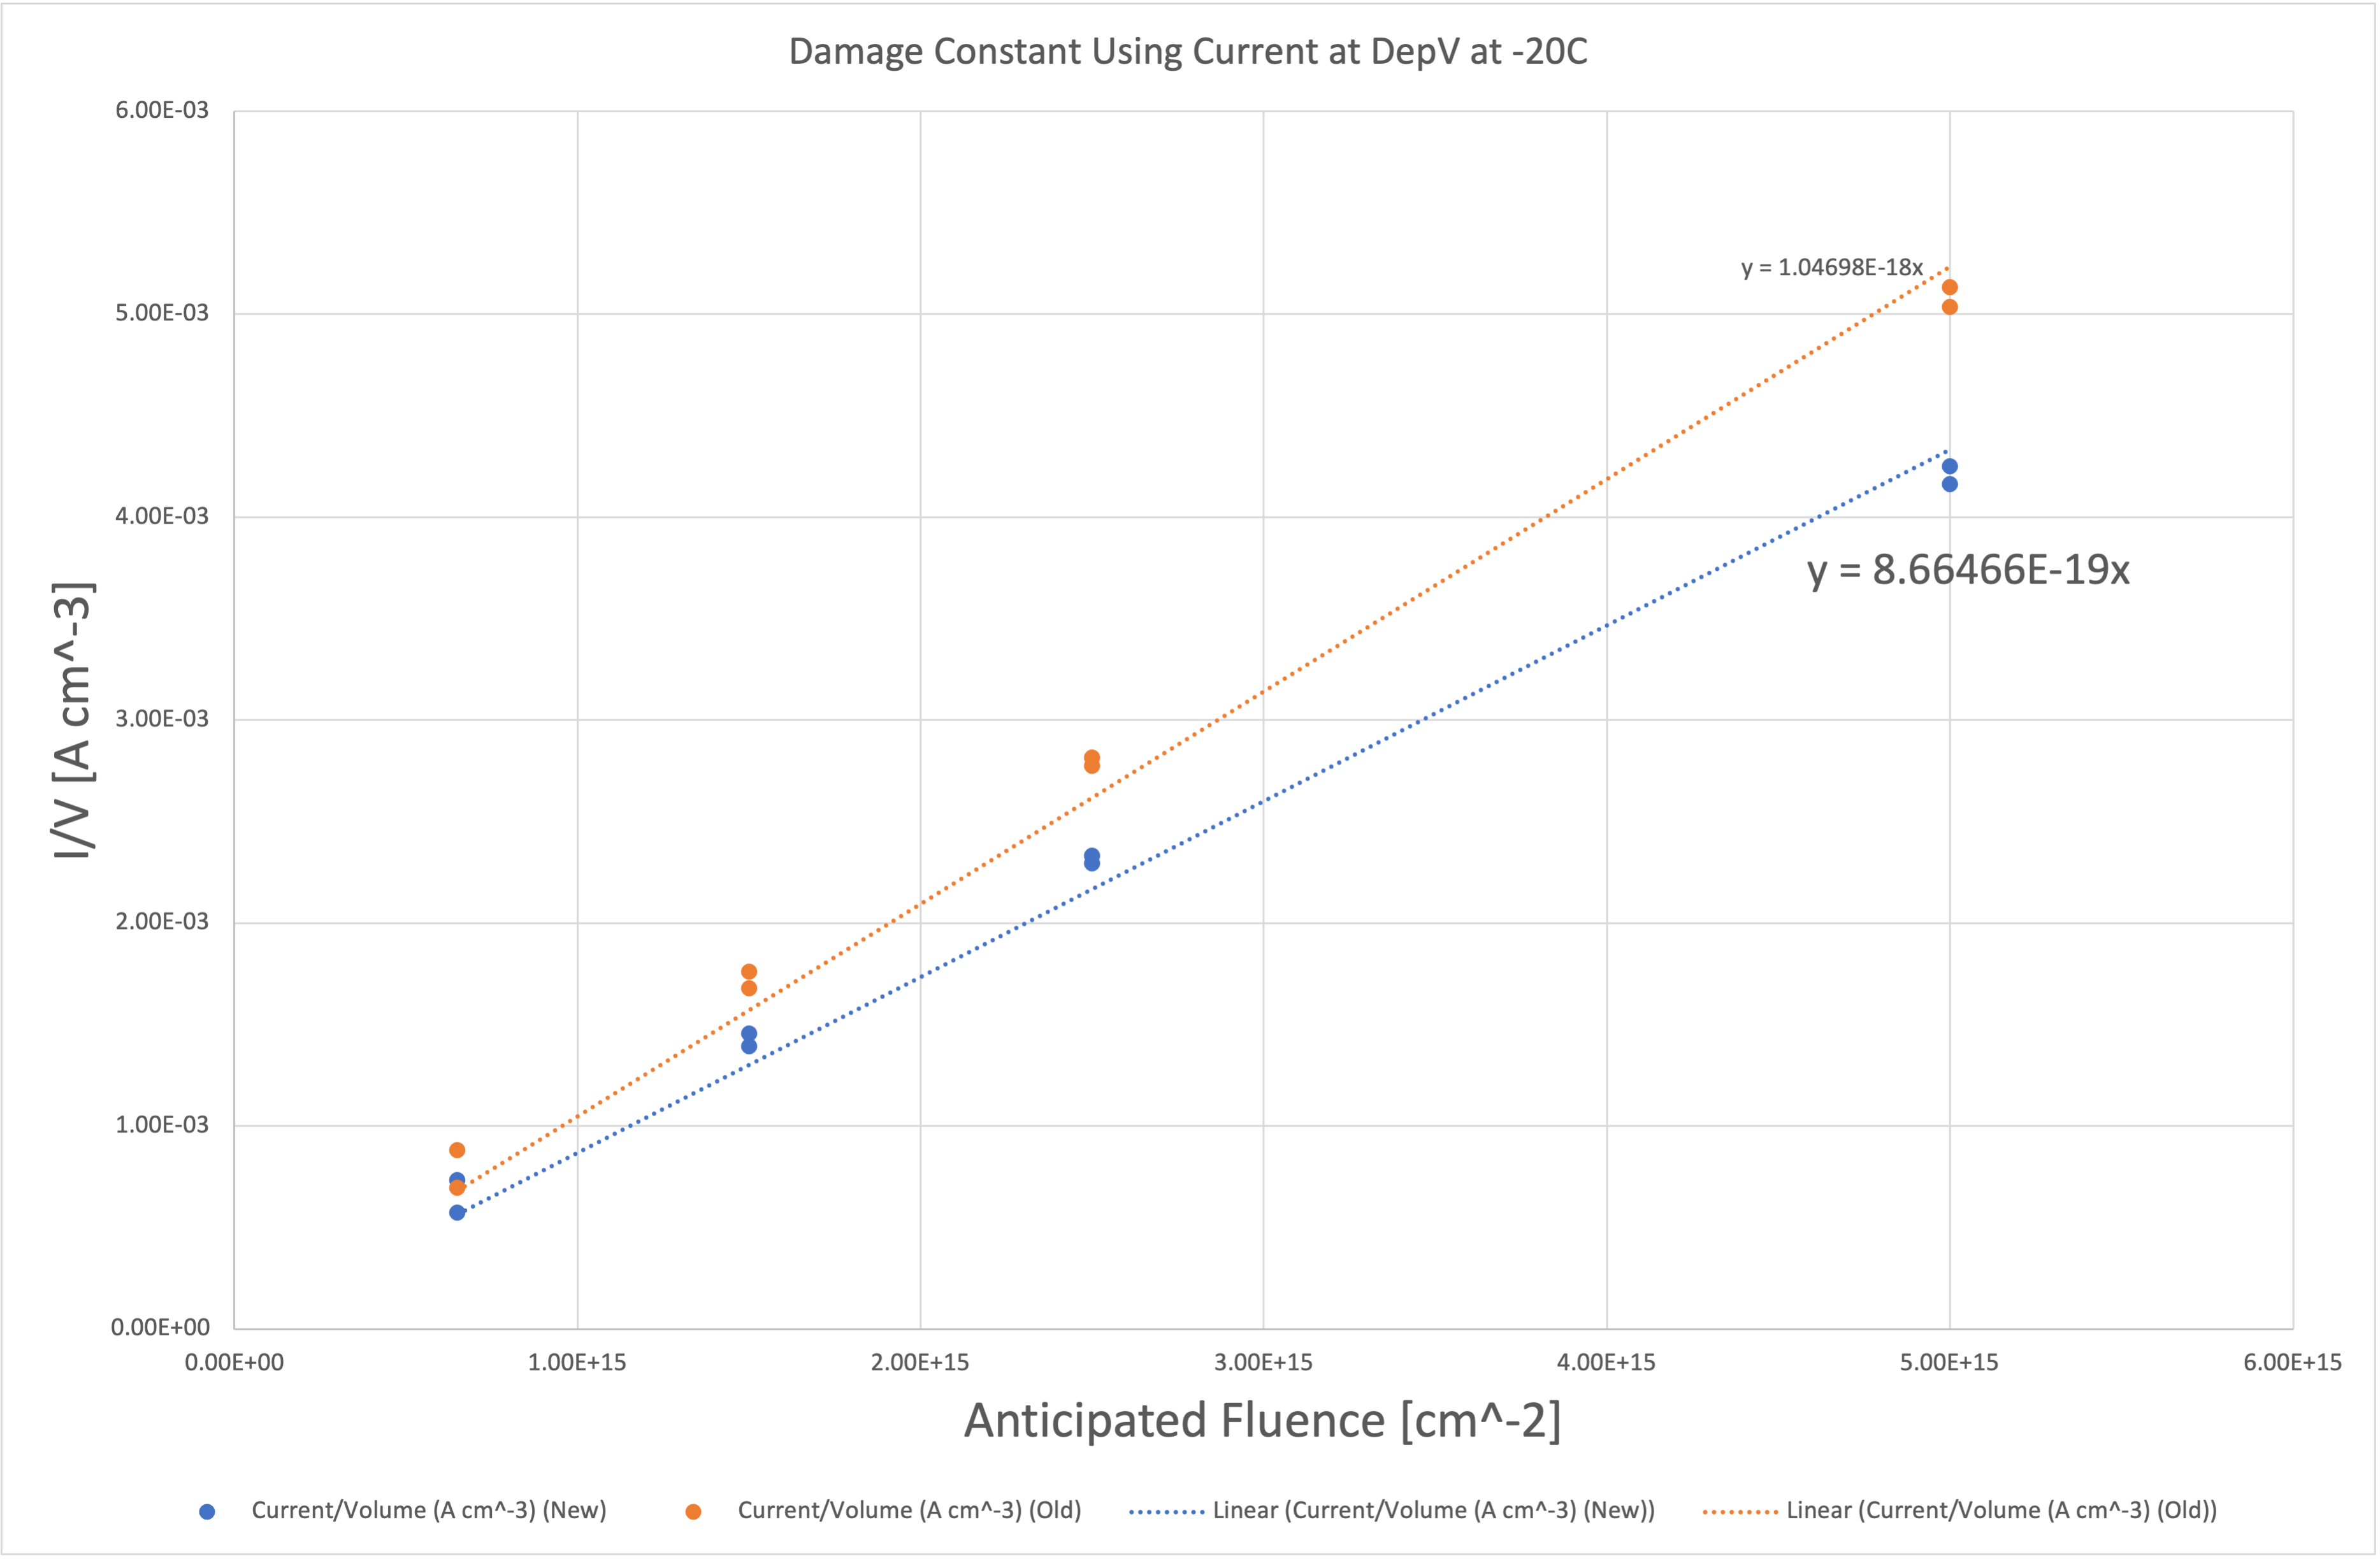 Damage Constant Using Current at DepV at -20C
6.00E-03
5.00E-03
4.00E-03
3.00E-03
2.00E-03
1.00E-03
0.00E+00
I/V [A cm^-3]
y = 1.04698E-18x
y = 8.66466E-19x
0.00E+00
1.00E+15
2.00E+15
3.00E+15
4.00E+15
5.00E+15
6.00E+15
Anticipated Fluence [cm^-2]
Current/Volume (A cm^-3) (New)
Current/Volume (A cm^-3) (Old)
Linear (Current/Volume (A cm^-3) (New))
Linear (Current/Volume (A cm^-3) (Old))